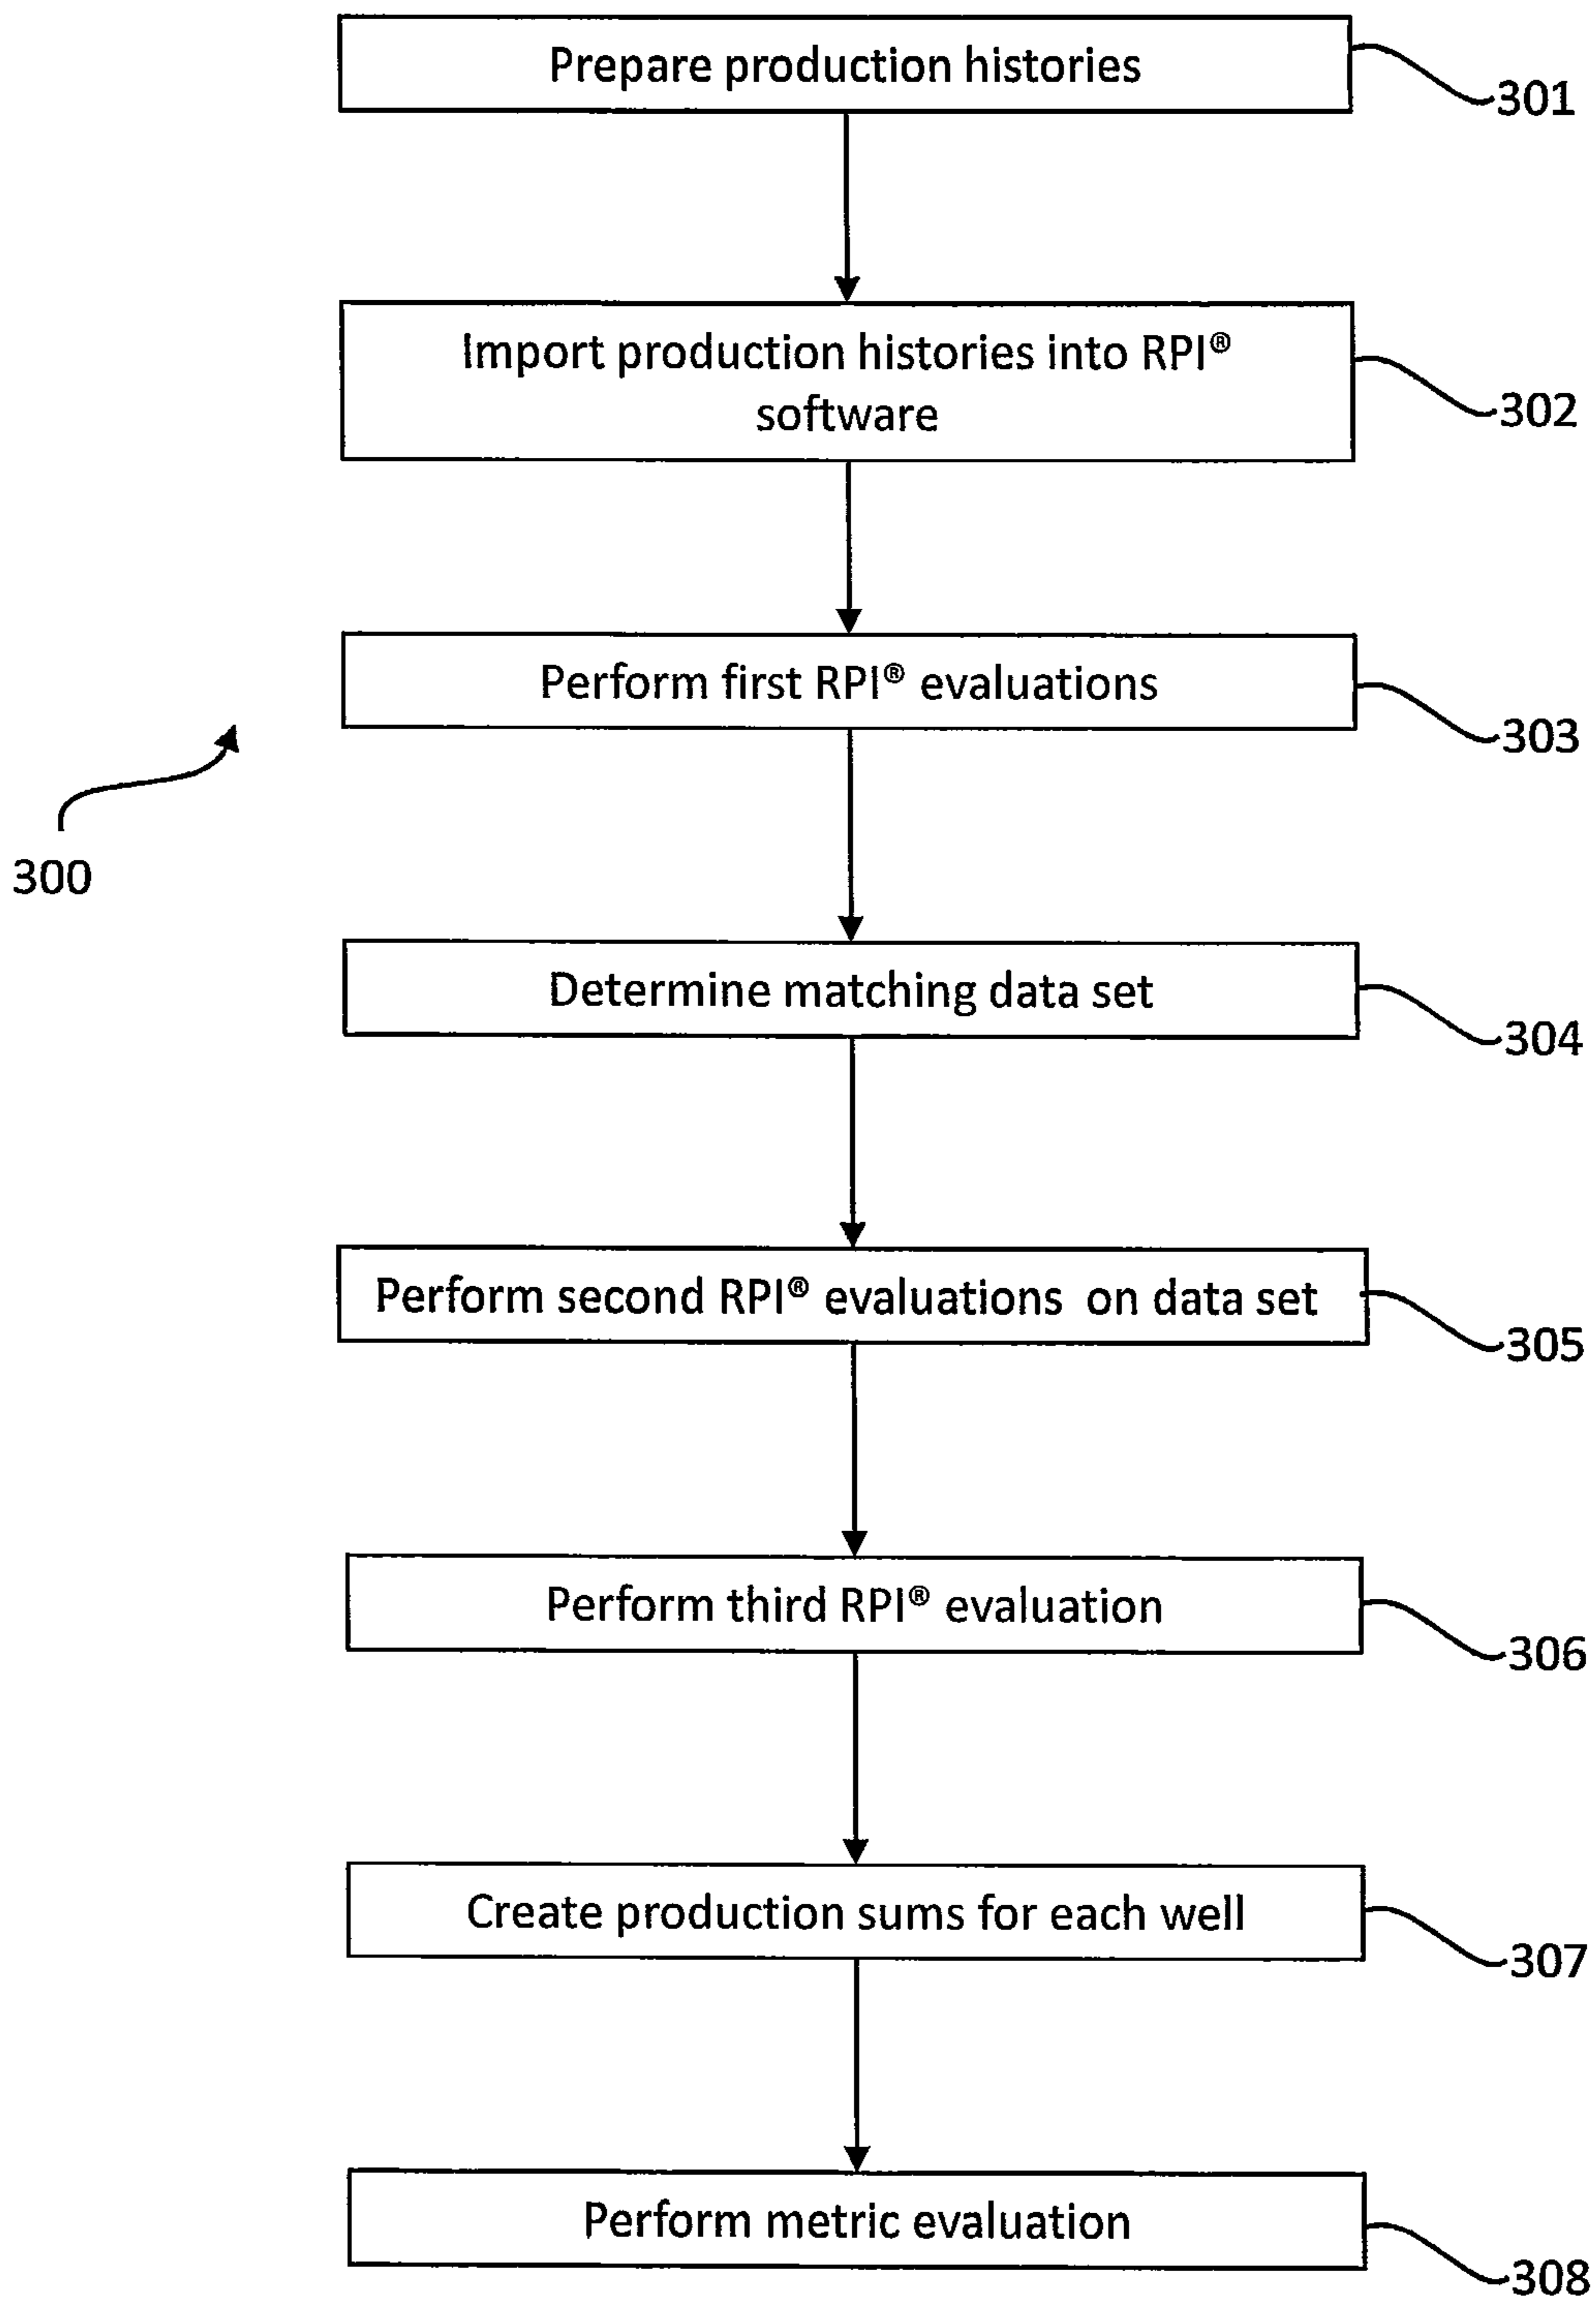 Prepare production histories
301
Import production histories into RPI®
software
302
Perform first RPI® evaluations
303
300
Determine matching data set
304
Perform second RPI® evaluations on data set
305
Perform third RPI® evaluation
306
Create production sums for each well
307
Perform metric evaluation
308